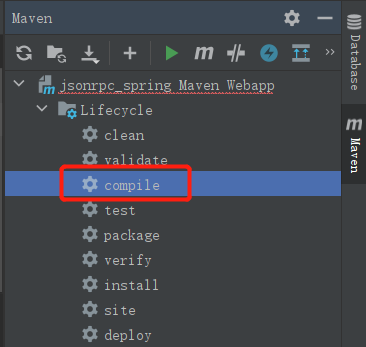 Maven
jsonrpc_spring Maven Webapp
Lifecycle
clean
validate
compile
test
package
verify
install
site
deploy
Database
Maven